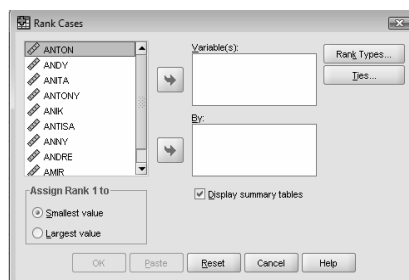 Rank Cases
ANTON
ANDY
ANITA
ANTONY
ANIK
ANTISA
ANNY
ANDRE
AMIR
Variable(s):
Rank Types...
Ties...
By:
Assign Rank 1 to
Smallest value
Largest value
Display summary tables
OK
Paste
Reset
Cancel
Help